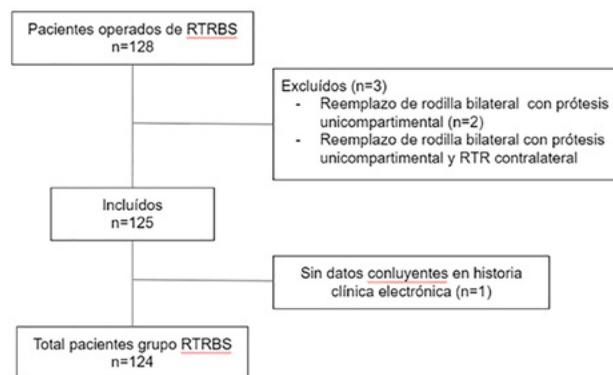 Pacientes operados de RTRBS
n=128
Excluídos (n=3)
- Reemplazo de rodilla bilateral con prótesis
unicompartimental (n=2)
- Reemplazo de rodilla bilateral con prótesis
unicompartimental y RTR contralateral
Incluídos
n=125
Sin datos conluyentes en historia
clínica electrónica (n=1)
Total pacientes grupo RTRBS
n=124